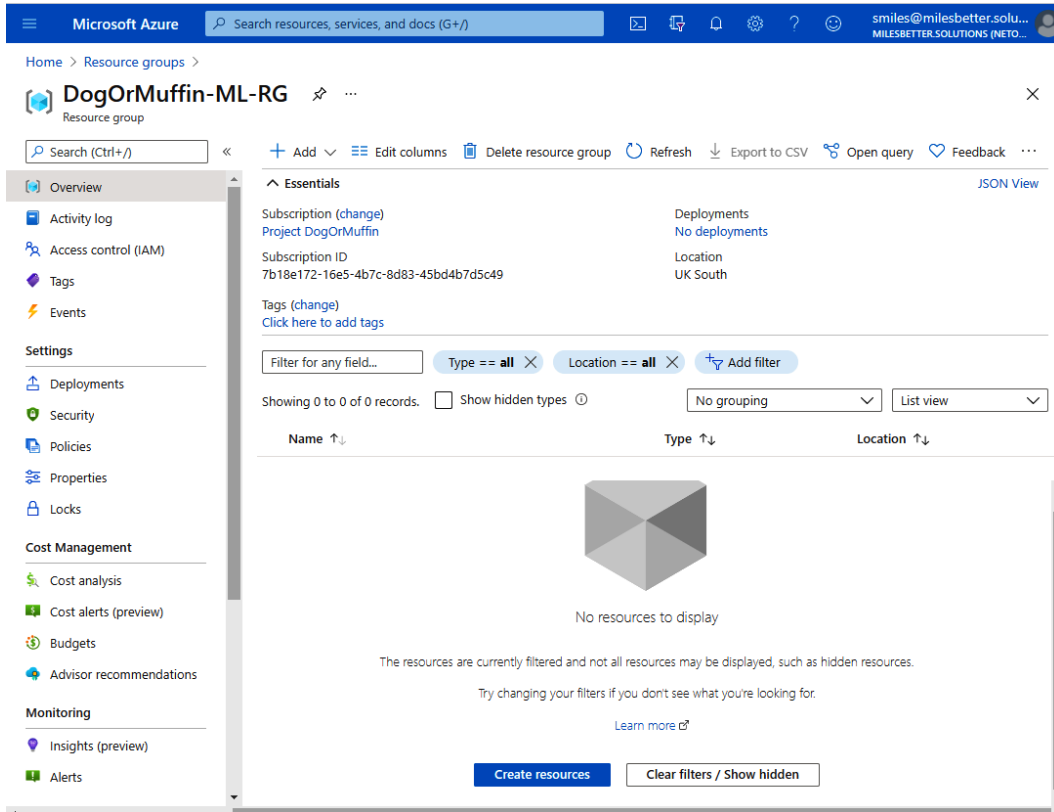 Microsoft Azure
Search resources, services, and docs (G+/)
smiles@milesbetter.solu...
MILESBETTER.SOLUTIONS (NETO...
Home > Resource groups >
DogOrMuffin-ML-RG ...
Resource group
Search (Ctrl+/)
«
Add
Edit columns
Delete resource group
Refresh
Export to CSV
Open query
Feedback
...
Overview
Activity log
Access control (IAM)
Tags
Events
Settings
Deployments
Security
Policies
Properties
Locks
Cost Management
Cost analysis
Cost alerts (preview)
Budgets
Advisor recommendations
Monitoring
Insights (preview)
Alerts
Essentials
JSON View
Subscription (change)
Project DogOrMuffin
Subscription ID
7b18e172-16e5-4b7c-8d83-45bd4b7d5c49
Tags (change)
Click here to add tags
Deployments
No deployments
Location
UK South
Filter for any field...
Type == all
Location == all
Add filter
Showing 0 to 0 of 0 records.
Show hidden types
No grouping
List view
Name ↑↓
Type ↑↓
Location ↑↓
No resources to display
The resources are currently filtered and not all resources may be displayed, such as hidden resources.
Try changing your filters if you don't see what you're looking for.
Learn more
Create resources
Clear filters / Show hidden